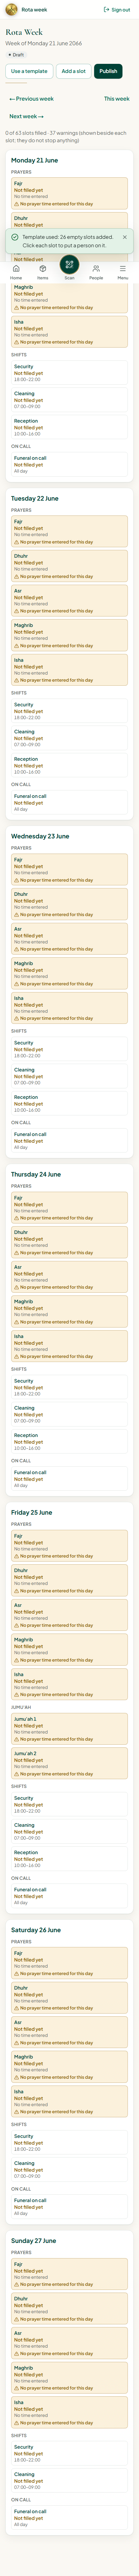 Rota week
Sign out
Rota Week
Week of Monday 21 June 2066
Draft
Use a template
Add a slot
Publish
← Previous week
This week
Next week →
0 of 63 slots filled · 37 warnings (shown beside each slot; they do not stop anything)
Monday 21 June
PRAYERS
Fajr
Not filled yet
No time entered
No prayer time entered for this day
Dhuhr
Not filled yet
Template used: 26 empty slots added.
Click each slot to put a person on it.
Home
Items
Scan
People
Menu
Maghrib
Not filled yet
No time entered
No prayer time entered for this day
Isha
Not filled yet
No time entered
No prayer time entered for this day
SHIFTS
Security
Not filled yet
18:00–22:00
Cleaning
Not filled yet
07:00–09:00
Reception
Not filled yet
10:00–16:00
ON CALL
Funeral on call
Not filled yet
All day
Tuesday 22 June
PRAYERS
Fajr
Not filled yet
No time entered
No prayer time entered for this day
Dhuhr
Not filled yet
No time entered
No prayer time entered for this day
Asr
Not filled yet
No time entered
No prayer time entered for this day
Maghrib
Not filled yet
No time entered
No prayer time entered for this day
Isha
Not filled yet
No time entered
No prayer time entered for this day
SHIFTS
Security
Not filled yet
18:00–22:00
Cleaning
Not filled yet
07:00–09:00
Reception
Not filled yet
10:00–16:00
ON CALL
Funeral on call
Not filled yet
All day
Wednesday 23 June
PRAYERS
Fajr
Not filled yet
No time entered
No prayer time entered for this day
Dhuhr
Not filled yet
No time entered
No prayer time entered for this day
Asr
Not filled yet
No time entered
No prayer time entered for this day
Maghrib
Not filled yet
No time entered
No prayer time entered for this day
Isha
Not filled yet
No time entered
No prayer time entered for this day
SHIFTS
Security
Not filled yet
18:00–22:00
Cleaning
Not filled yet
07:00–09:00
Reception
Not filled yet
10:00–16:00
ON CALL
Funeral on call
Not filled yet
All day
Thursday 24 June
PRAYERS
Fajr
Not filled yet
No time entered
No prayer time entered for this day
Dhuhr
Not filled yet
No time entered
No prayer time entered for this day
Asr
Not filled yet
No time entered
No prayer time entered for this day
Maghrib
Not filled yet
No time entered
No prayer time entered for this day
Isha
Not filled yet
No time entered
No prayer time entered for this day
SHIFTS
Security
Not filled yet
18:00–22:00
Cleaning
Not filled yet
07:00–09:00
Reception
Not filled yet
10:00–16:00
ON CALL
Funeral on call
Not filled yet
All day
Friday 25 June
PRAYERS
Fajr
Not filled yet
No time entered
No prayer time entered for this day
Dhuhr
Not filled yet
No time entered
No prayer time entered for this day
Asr
Not filled yet
No time entered
No prayer time entered for this day
Maghrib
Not filled yet
No time entered
No prayer time entered for this day
Isha
Not filled yet
No time entered
No prayer time entered for this day
JUMU'AH
Jumu'ah 1
Not filled yet
No time entered
No prayer time entered for this day
Jumu'ah 2
Not filled yet
No time entered
No prayer time entered for this day
SHIFTS
Security
Not filled yet
18:00–22:00
Cleaning
Not filled yet
07:00–09:00
Reception
Not filled yet
10:00–16:00
ON CALL
Funeral on call
Not filled yet
All day
Saturday 26 June
PRAYERS
Fajr
Not filled yet
No time entered
No prayer time entered for this day
Dhuhr
Not filled yet
No time entered
No prayer time entered for this day
Asr
Not filled yet
No time entered
No prayer time entered for this day
Maghrib
Not filled yet
No time entered
No prayer time entered for this day
Isha
Not filled yet
No time entered
No prayer time entered for this day
SHIFTS
Security
Not filled yet
18:00–22:00
Cleaning
Not filled yet
07:00–09:00
ON CALL
Funeral on call
Not filled yet
All day
Sunday 27 June
PRAYERS
Fajr
Not filled yet
No time entered
No prayer time entered for this day
Dhuhr
Not filled yet
No time entered
No prayer time entered for this day
Asr
Not filled yet
No time entered
No prayer time entered for this day
Maghrib
Not filled yet
No time entered
No prayer time entered for this day
Isha
Not filled yet
No time entered
No prayer time entered for this day
SHIFTS
Security
Not filled yet
18:00–22:00
Cleaning
Not filled yet
07:00–09:00
ON CALL
Funeral on call
Not filled yet
All day